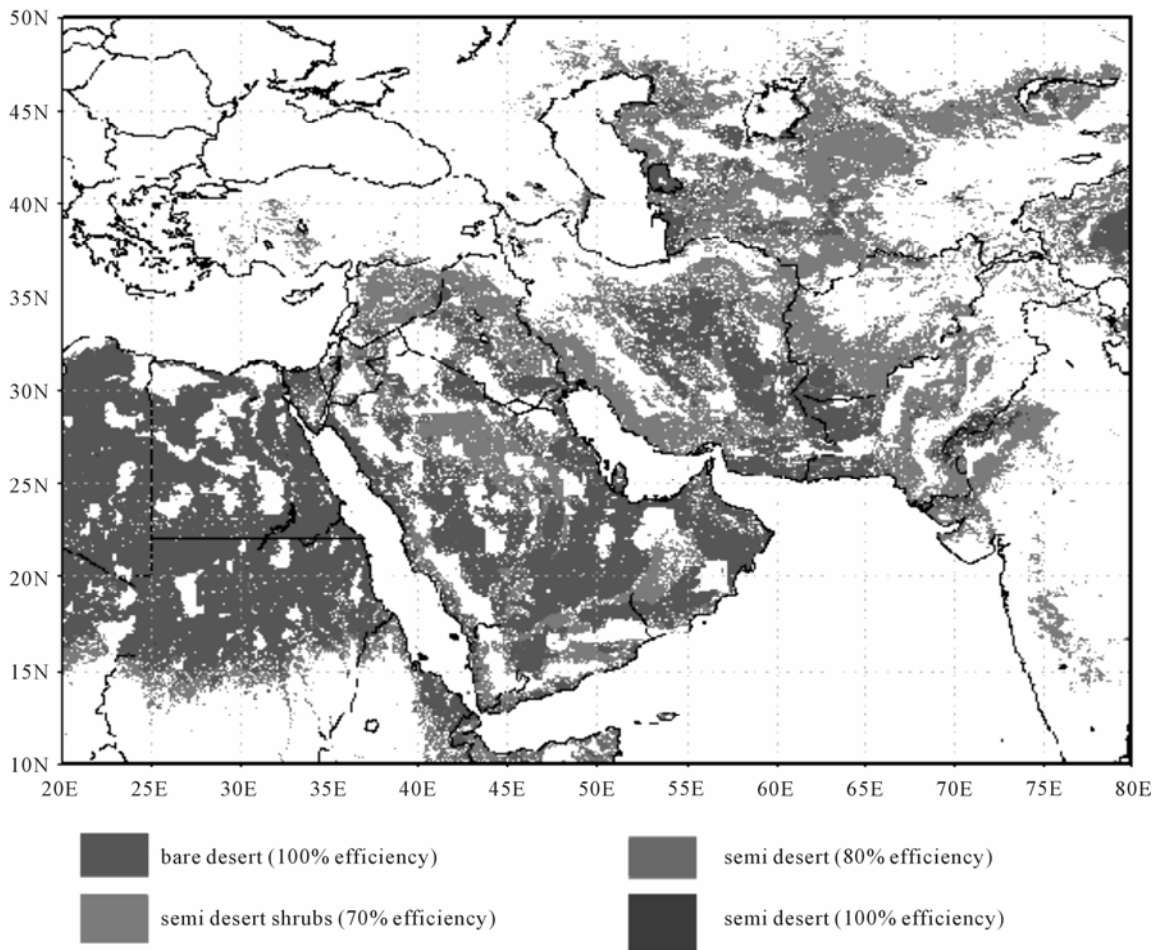 50N
45N
40N
35N
30N
25N
20N
15N
10N
20E 25E 30E 35E 40E 45E 50E 55E 60E 65E 70E 75E 80E
bare desert (100% efficiency) semi desert (80% efficiency)
semi desert shrubs (70% efficiency) semi desert (100% efficiency)